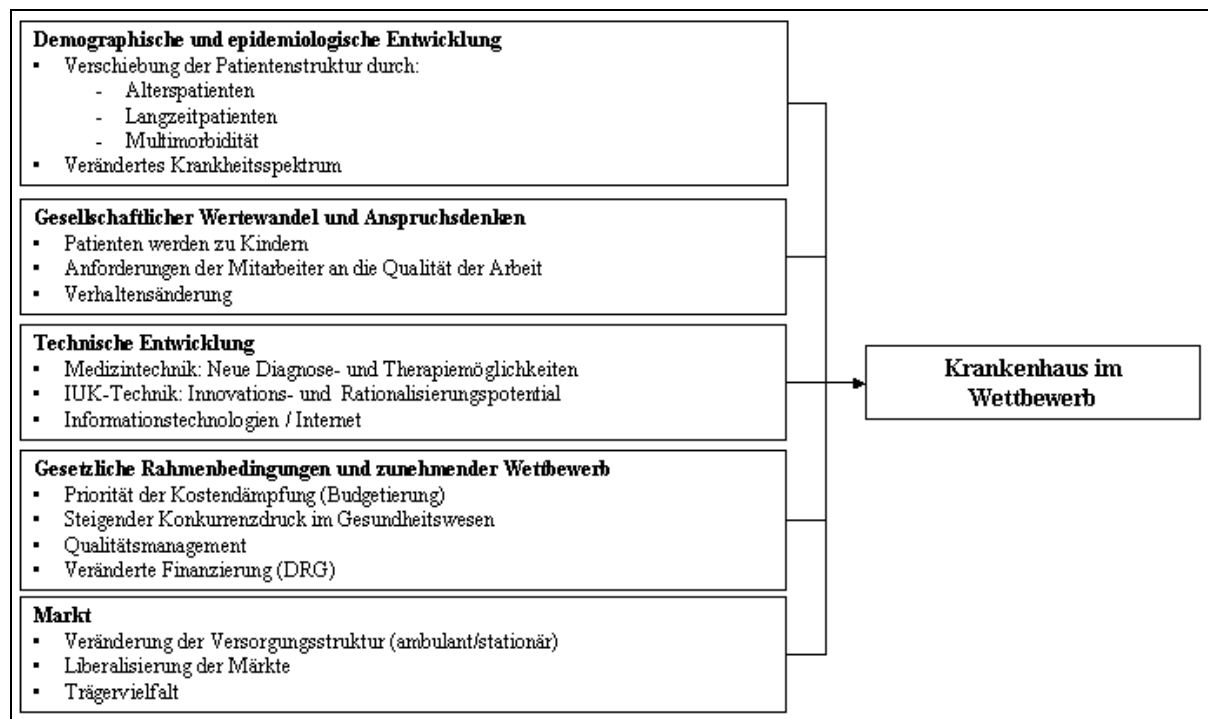 Demographische und epidemiologische Entwicklung
▪ Verschiebung der Patientenstruktur durch:
- Alterspatienten
- Langzeitpatienten
- Multimorbidität
▪ Verändertes Krankheitsspektrum
Gesellschaftlicher Wertewandel und Anspruchsdenken
▪ Patienten werden zu Kindern
▪ Anforderungen der Mitarbeiter an die Qualität der Arbeit
▪ Verhaltensänderung
Technische Entwicklung
▪ Medizintechnik: Neue Diagnose- und Therapiemöglichkeiten
▪ IUK-Technik: Innovations- und Rationalisierungspotential
▪ Informationstechnologien / Internet
Krankenhaus im
Wettbewerb
Gesetzliche Rahmenbedingungen und zunehmender Wettbewerb
▪ Priorität der Kostendämpfung (Budgetierung)
▪ Steigender Konkurrenzdruck im Gesundheitswesen
▪ Qualitätsmanagement
▪ Veränderte Finanzierung (DRG)
Markt
▪ Veränderung der Versorgungsstruktur (ambulant/stationär)
▪ Liberalisierung der Märkte
▪ Trägervielfalt